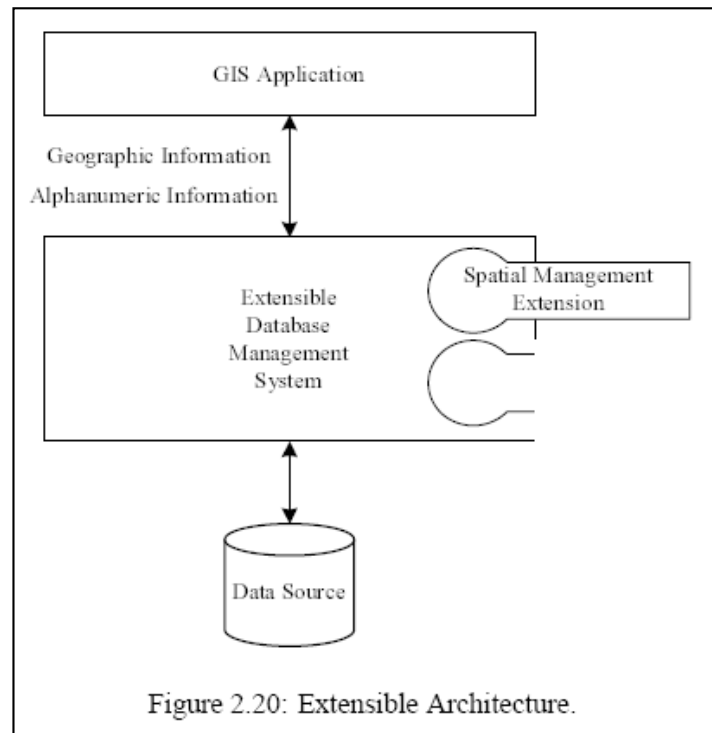 GIS Application
Geographic Information
Alphanumeric Information
Extensible
Database
Management
System
Spatial Management
Extension
Data Source
Figure 2.20: Extensible Architecture.